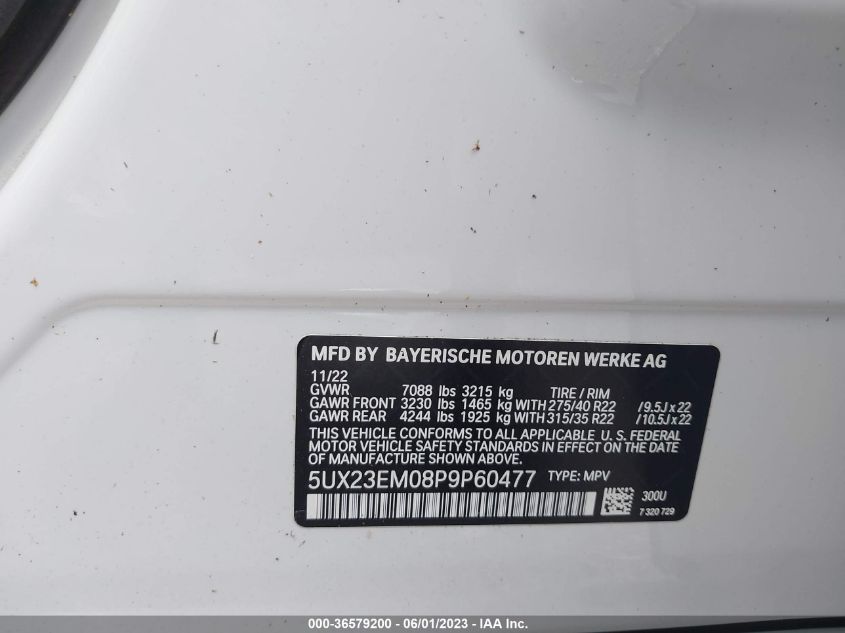 MFD BY BAYERISCHE MOTOREN WERKE AG
11/22
GVWR 7088 lbs 3215 kg TIRE / RIM
GAWR FRONT 3230 lbs 1465 kg WITH 275/40 R22 /9.5J x 22
GAWR REAR 4244 lbs 1925 kg WITH 315/35 R22 /10.5J x 22
THIS VEHICLE CONFORMS TO ALL APPLICABLE U.S. FEDERAL
MOTOR VEHICLE SAFETY STANDARDS IN EFFECT ON THE DATE
OF MANUFACTURE SHOWN ABOVE.
5UX23EM08P9P60477 TYPE: MPV
300U
7 320 729
000-36579200 - 06/01/2023 - IAA Inc.